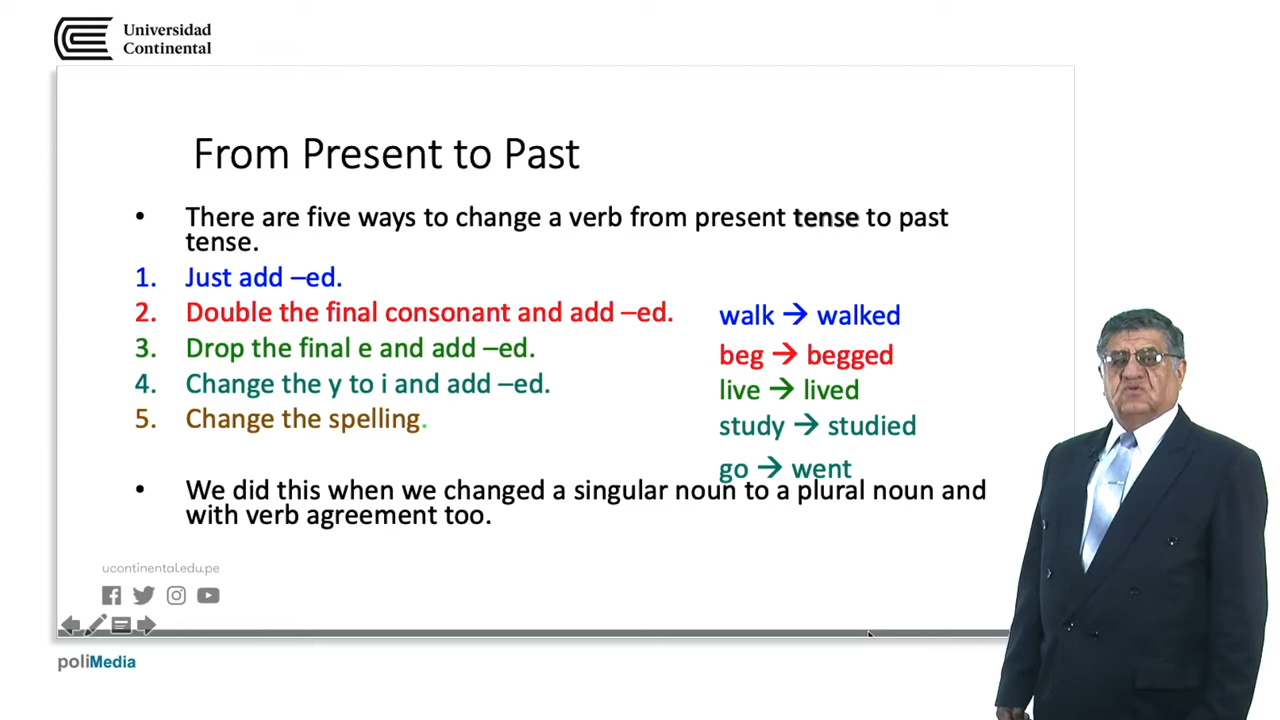 Universidad
Continental
From Present to Past
• There are five ways to change a verb from present tense to past
tense.
1. Just add –ed.
2. Double the final consonant and add –ed.
3. Drop the final e and add –ed.
4. Change the y to i and add –ed.
5. Change the spelling.
walk → walked
beg → begged
live → lived
study → studied
go → went
• We did this when we changed a singular noun to a plural noun and
with verb agreement too.
ucontinental.edu.pe
poliMedia